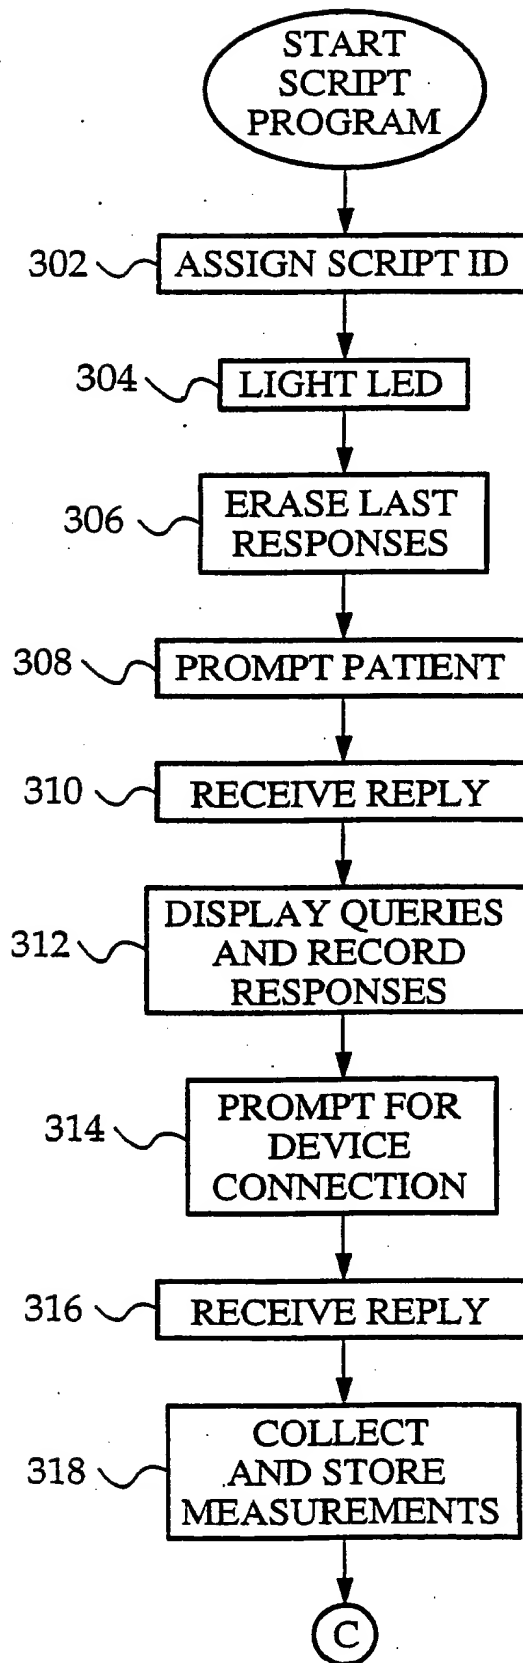 START
SCRIPT
PROGRAM
302
ASSIGN SCRIPT ID
304
LIGHT LED
306
ERASE LAST
RESPONSES
308
PROMPT PATIENT
310
RECEIVE REPLY
312
DISPLAY QUERIES
AND RECORD
RESPONSES
314
PROMPT FOR
DEVICE
CONNECTION
316
RECEIVE REPLY
318
COLLECT
AND STORE
MEASUREMENTS
C